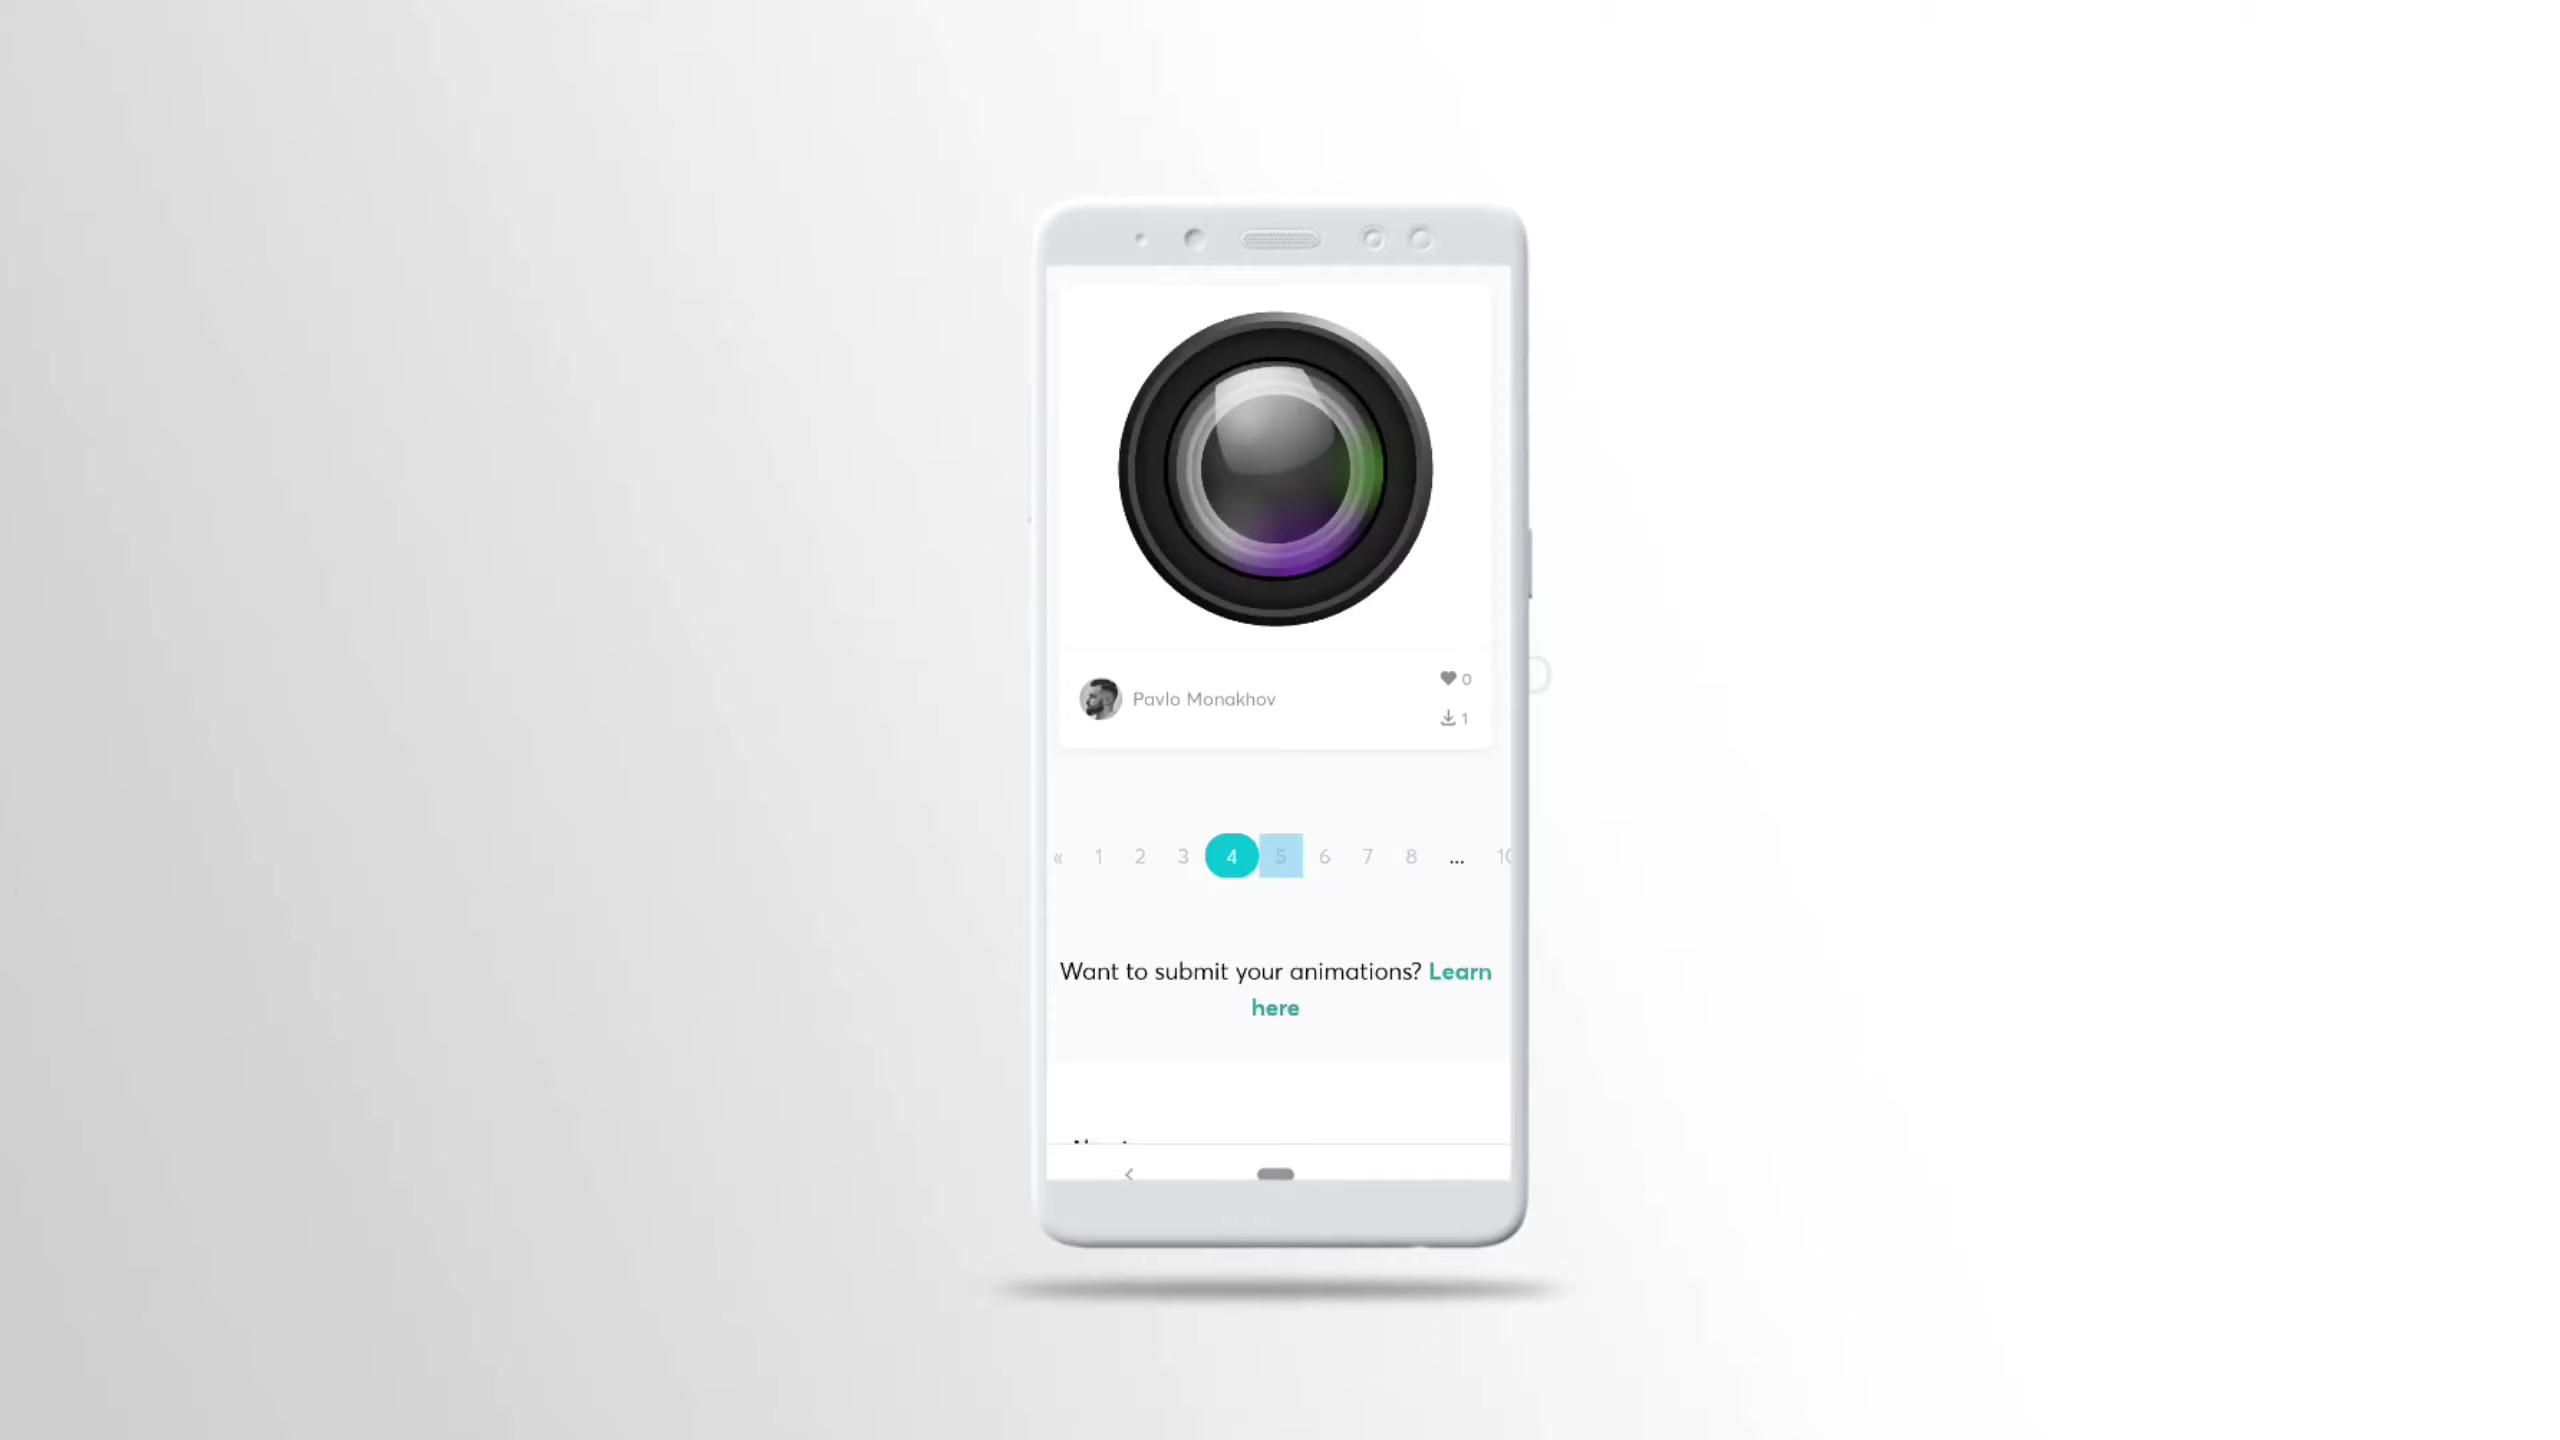 Pavlo Monakhov
0
1
« 1 2 3 4 5 6 7 8 ... 10
Want to submit your animations? Learn
here